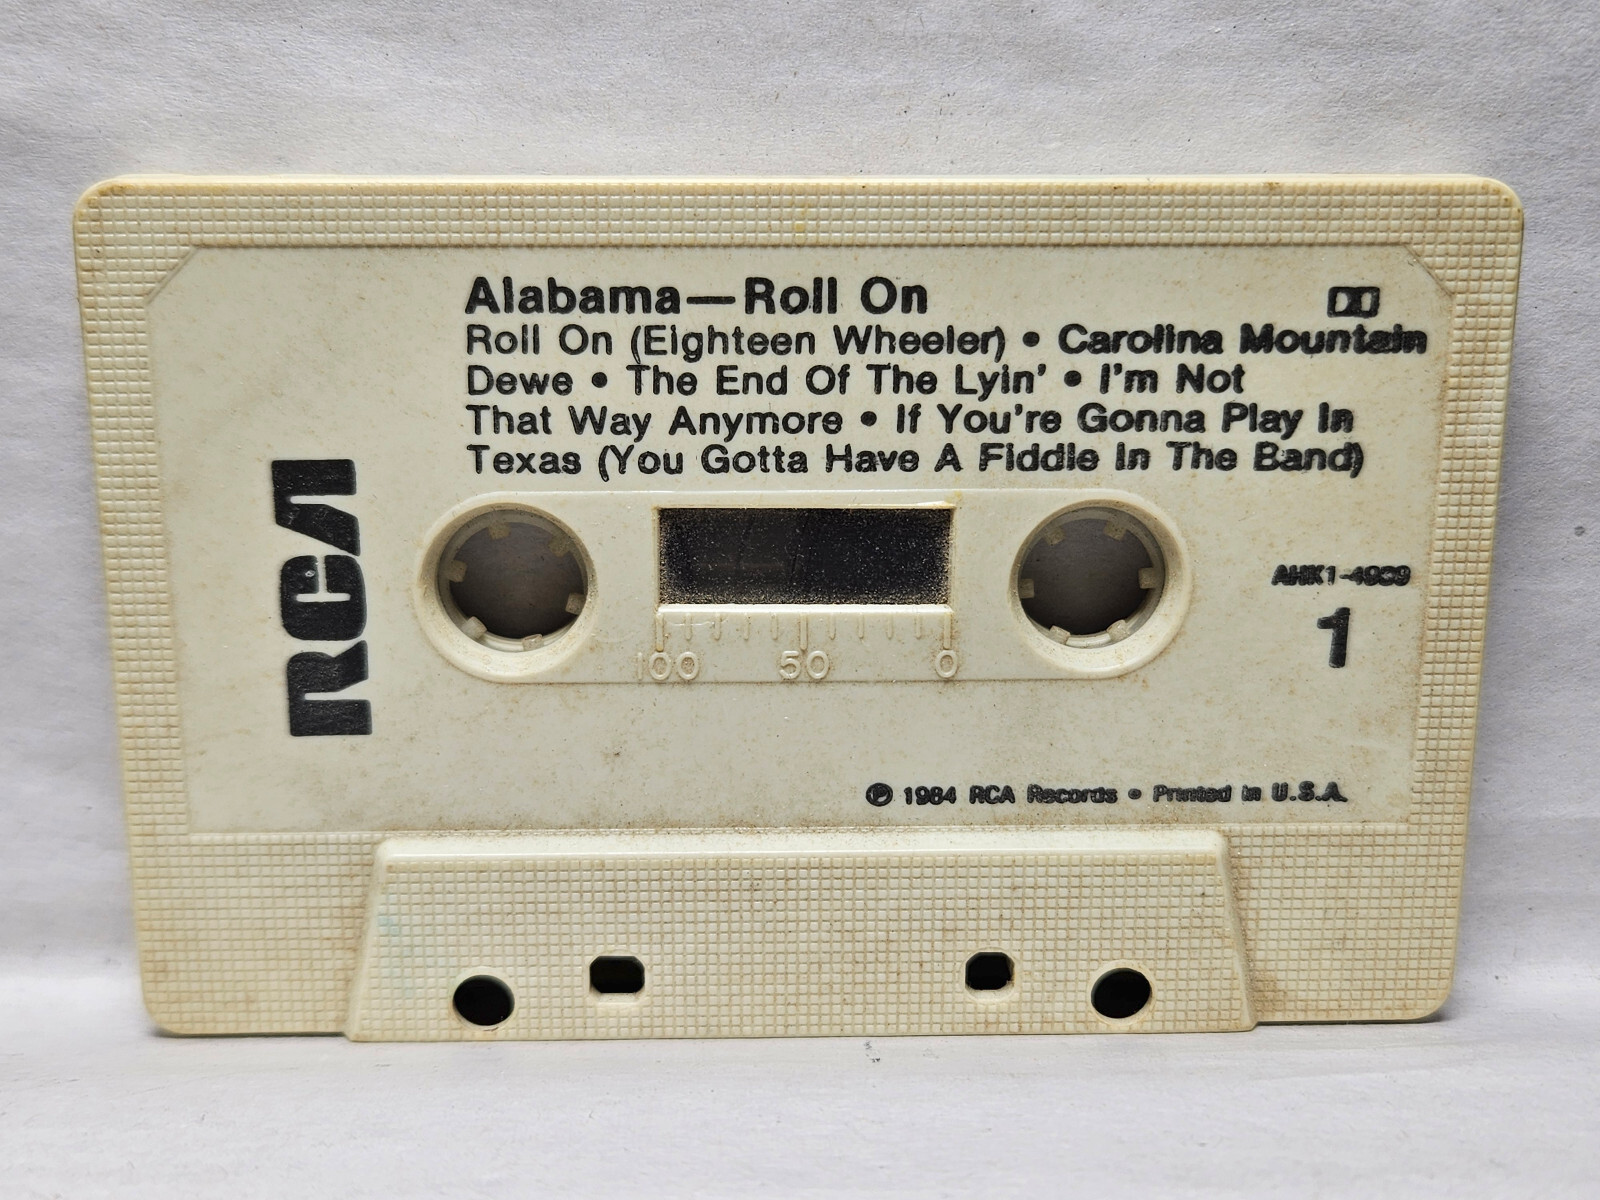 Alabama—Roll On
Roll On (Eighteen Wheeler) • Carolina Mountain
Dewe • The End Of The Lyin' • I'm Not
That Way Anymore • If You're Gonna Play In
Texas (You Gotta Have A Fiddle In The Band)
RCA
100 50 0
AHK1-4939
1
℗ 1984 RCA Records • Printed in U.S.A.